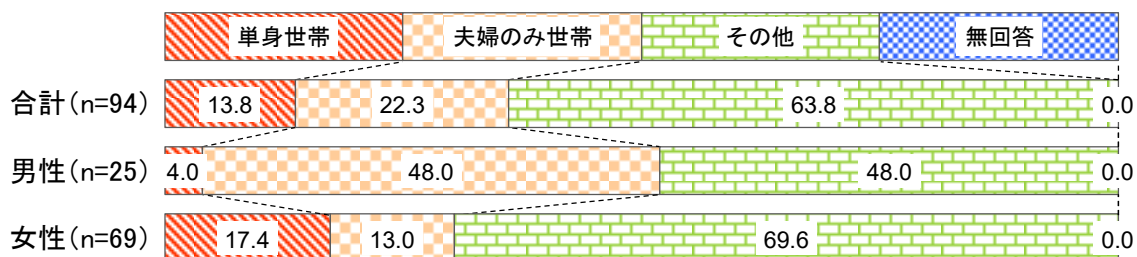 単身世帯 夫婦のみ世帯 その他 無回答
合計(n=94) 13.8 22.3 63.8 0.0
男性(n=25) 4.0 48.0 48.0 0.0
女性(n=69) 17.4 13.0 69.6 0.0